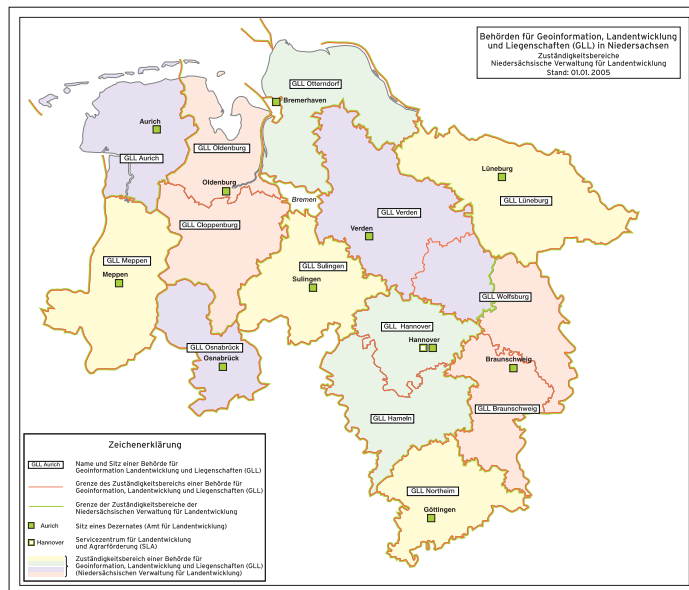 Behörden für Geoinformation, Landentwicklung
und Liegenschaften (GLL) in Niedersachsen
Zuständigkeitsbereiche
Niedersächsische Verwaltung für Landentwicklung
Stand: 01.01.2005
GLL Otterndorf
Bremerhaven
Aurich
GLL Oldenburg
GLL Aurich
Oldenburg
Lüneburg
GLL Lüneburg
Bremen
GLL Verden
GLL Cloppenburg
Verden
GLL Meppen
Meppen
GLL Sulingen
Sulingen
GLL Wolfsburg
GLL Hannover
Hannover
GLL Osnabrück
Osnabrück
Braunschweig
GLL Braunschweig
GLL Hameln
GLL Northeim
Göttingen
Zeichenerklärung
GLL Aurich
Name und Sitz einer Behörde für
Geoinformation Landentwicklung und Liegenschaften (GLL)
Grenze des Zuständigkeitsbereichs einer Behörde für
Geoinformation, Landentwicklung und Liegenschaften (GLL)
Grenze der Zuständigkeitsbereiche der
Niedersächsischen Verwaltung für Landentwicklung
Aurich
Sitz eines Dezernates (Amt für Landentwicklung)
Hannover
Servicezentrum für Landentwicklung
und Agrarförderung (SLA)
Zuständigkeitsbereich einer Behörde für
Geoinformation, Landentwicklung und Liegenschaften (GLL)
(Niedersächsischen Verwaltung für Landentwicklung)